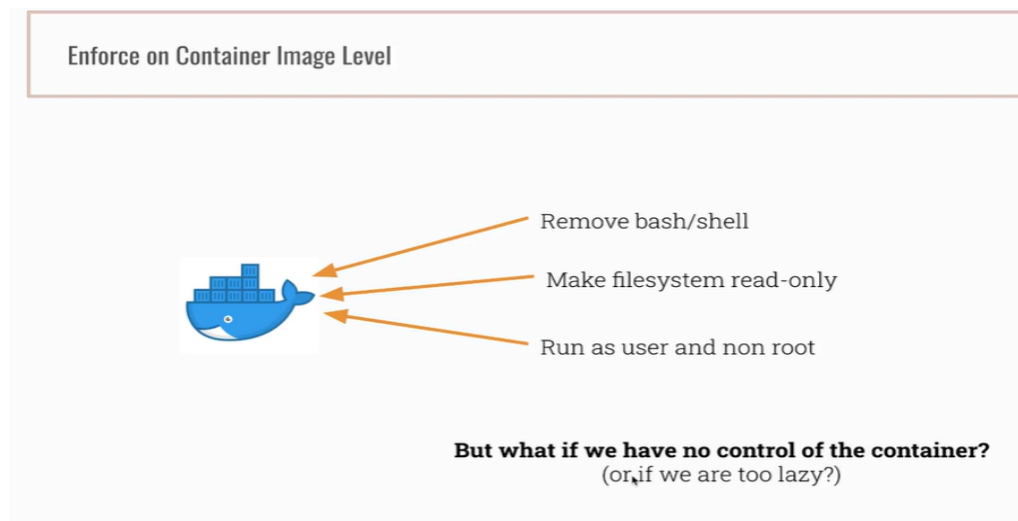 Enforce on Container Image Level
Remove bash/shell
Make filesystem read-only
Run as user and non root
But what if we have no control of the container?
(or if we are too lazy?)